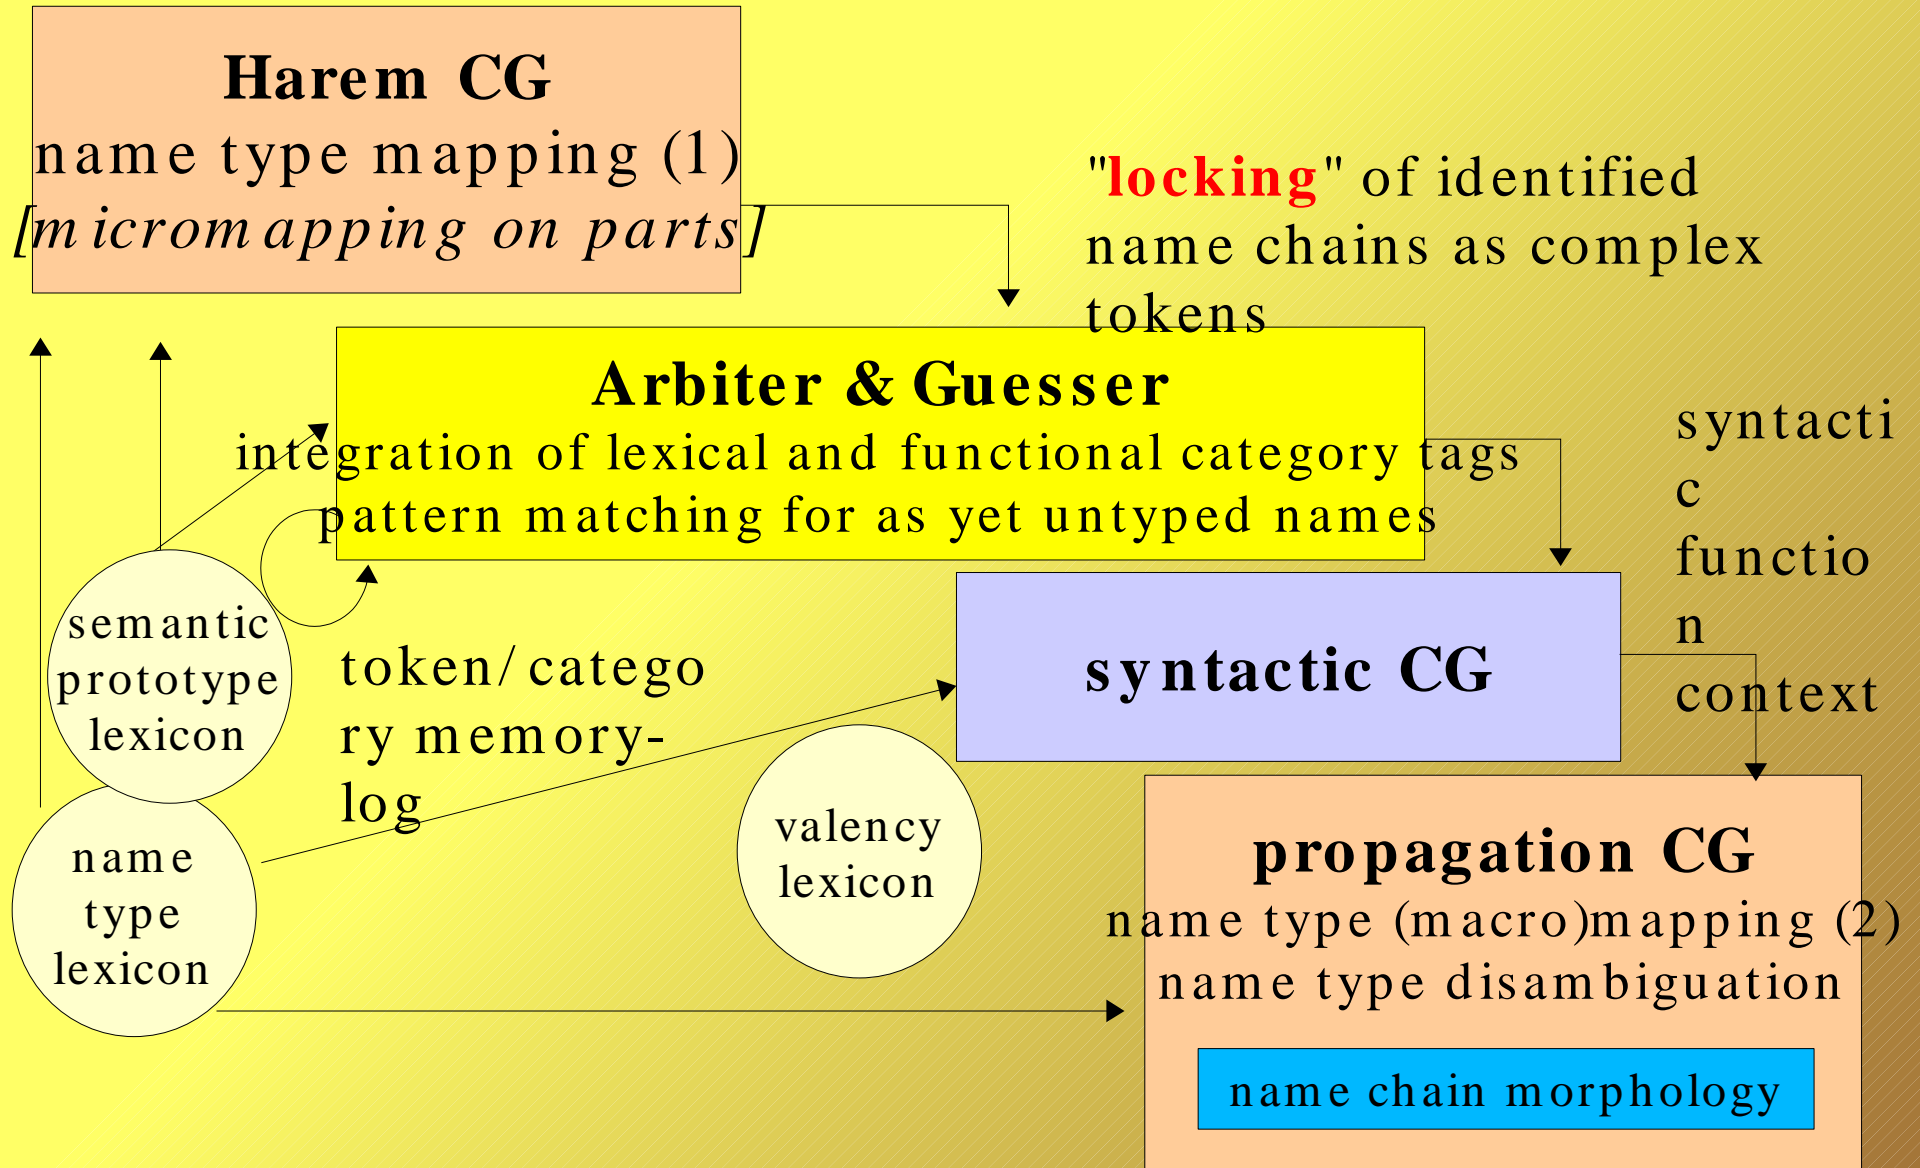 Harem CG
name type mapping (1)
[micromapping on parts]
"locking" of identified
name chains as complex
tokens
Arbiter & Guesser
integration of lexical and functional category tags
pattern matching for as yet untyped names
syntacti
c
functio
n
context
semantic
prototype
lexicon
token/catego
ry memory-
log
syntactic CG
name
type
lexicon
valency
lexicon
propagation CG
name type (macro)mapping (2)
name type disambiguation
name chain morphology